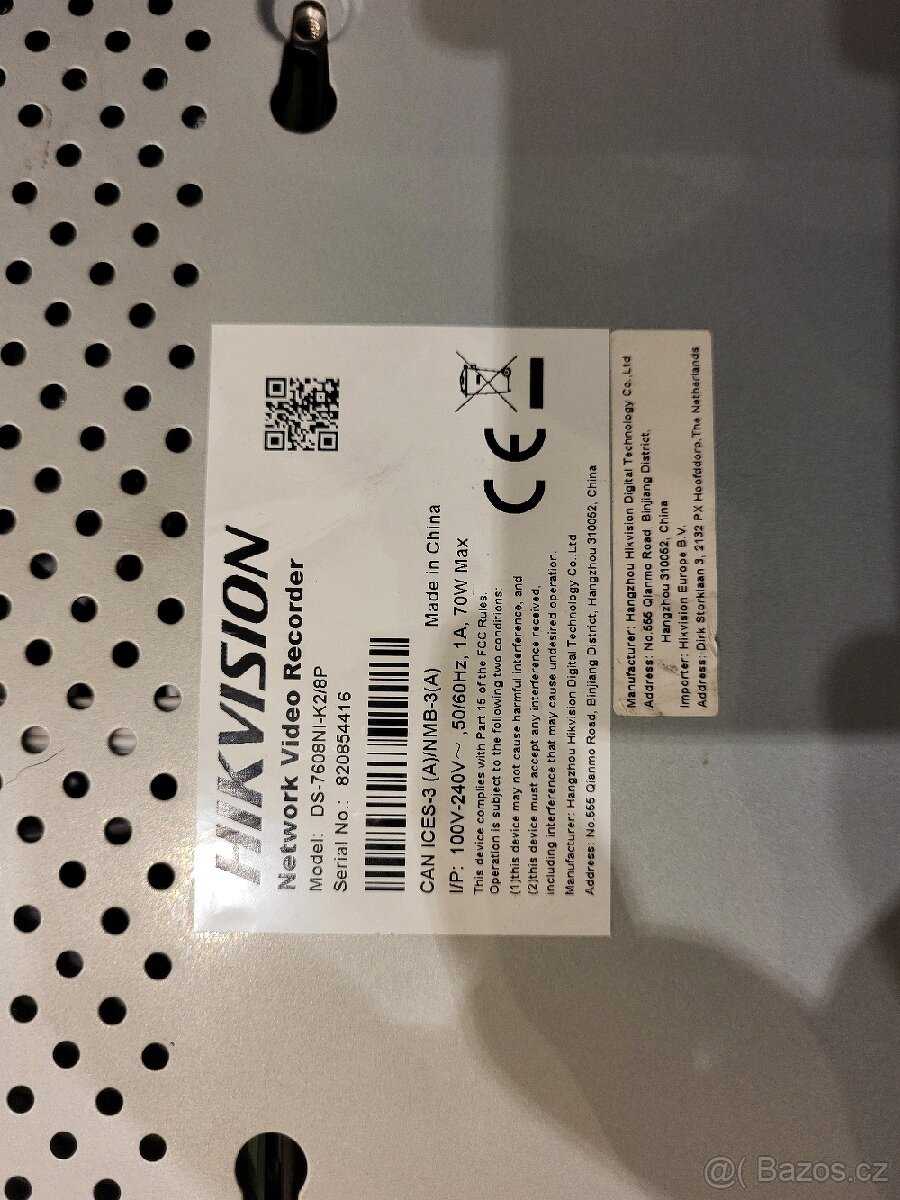 HIKVISION
Network Video Recorder
Model: DS-7608NI-K2/8P
Serial No.: 820854416
CAN ICES-3 (A)/NMB-3(A) Made in China
I/P: 100V-240V～ ,50/60Hz, 1A, 70W Max
This device complies with Part 15 of the FCC Rules.
Operation is subject to the following two conditions:
(1)this device may not cause harmful interference, and
(2)this device must accept any interference received,
including interference that may cause undesired operation.
Manufacturer: Hangzhou Hikvision Digital Technology Co.,Ltd
Address: No.555 Qianmo Road, Binjiang District, Hangzhou 310052, China
CE
Manufacturer: Hangzhou Hikvision Digital Technology Co.,Ltd
Address: No.555 Qianmo Road Binjiang District,
Hangzhou 310052, China
Importer: Hikvision Europe B.V.
Address: Dirk Storklaan 3, 2132 PX Hoofddorp,The Netherlands
@( Bazos.cz